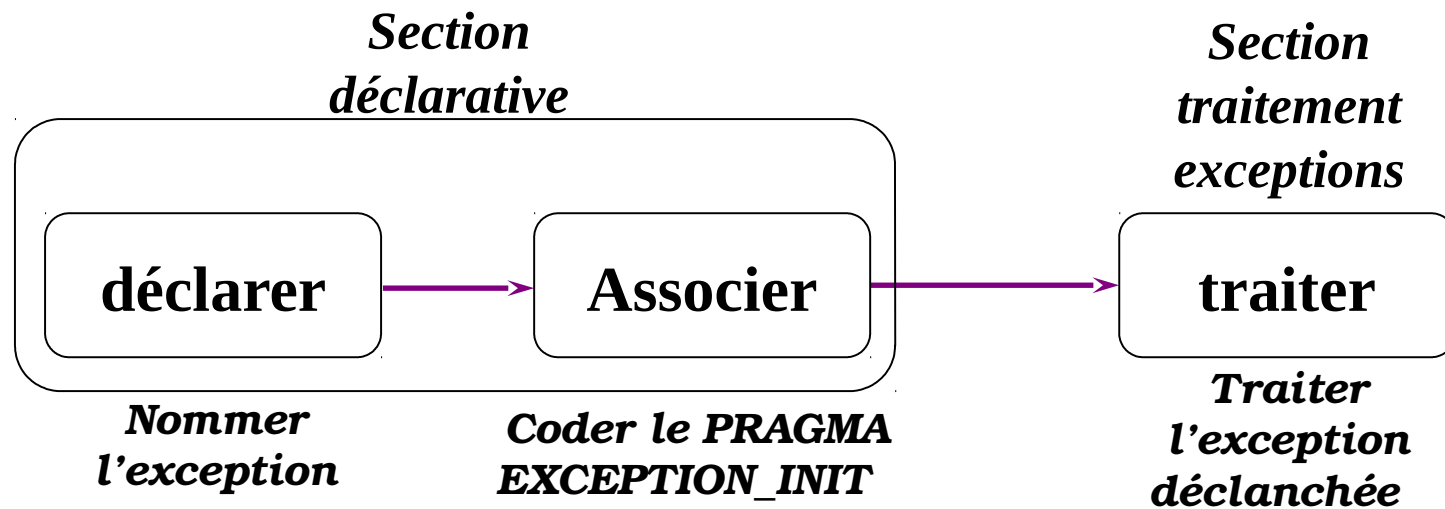 Section
déclarative
Section
traitement
exceptions
déclarer
Associer
traiter
Nommer
l’exception
Coder le PRAGMA
EXCEPTION_INIT
Traiter
l’exception
déclanchée